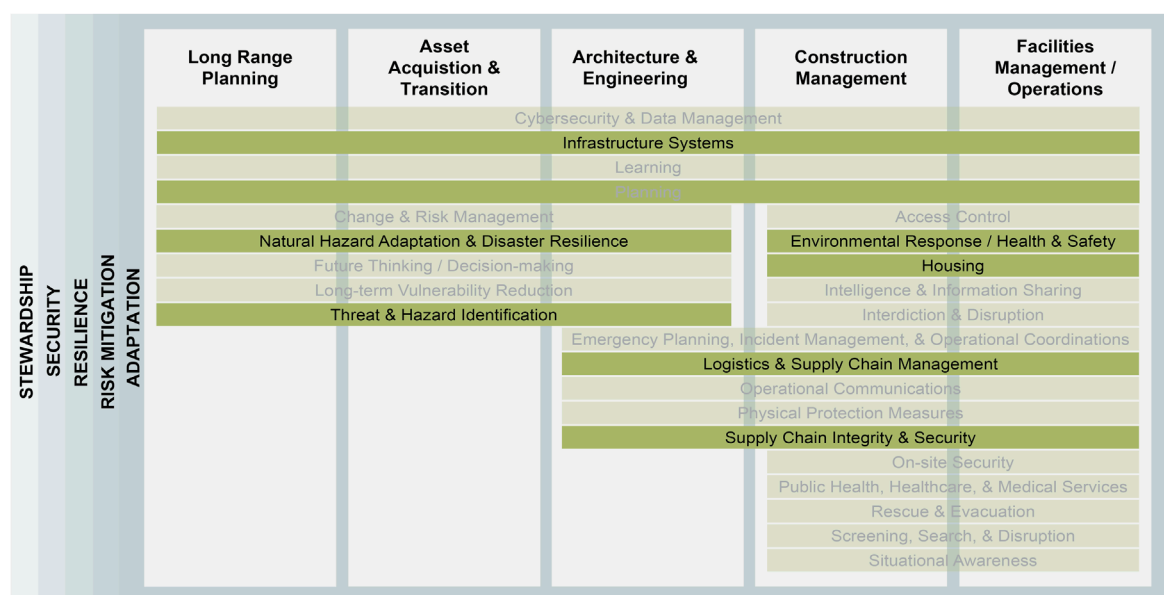 Long Range
Planning
Asset
Acquistion &
Transition
Architecture &
Engineering
Construction
Management
Facilities
Management /
Operations
Cybersecurity & Data Management
Infrastructure Systems
Learning
Planning
Change & Risk Management
Access Control
Natural Hazard Adaptation & Disaster Resilience
Environmental Response / Health & Safety
Future Thinking / Decision-making
Housing
Long-term Vulnerability Reduction
Intelligence & Information Sharing
Threat & Hazard Identification
Interdiction & Disruption
Emergency Planning, Incident Management, & Operational Coordinations
Logistics & Supply Chain Management
Operational Communications
Physical Protection Measures
Supply Chain Integrity & Security
On-site Security
Public Health, Healthcare, & Medical Services
Rescue & Evacuation
Screening, Search, & Disruption
Situational Awareness
STEWARDSHIP
SECURITY
RESILIENCE
RISK MITIGATION
ADAPTATION